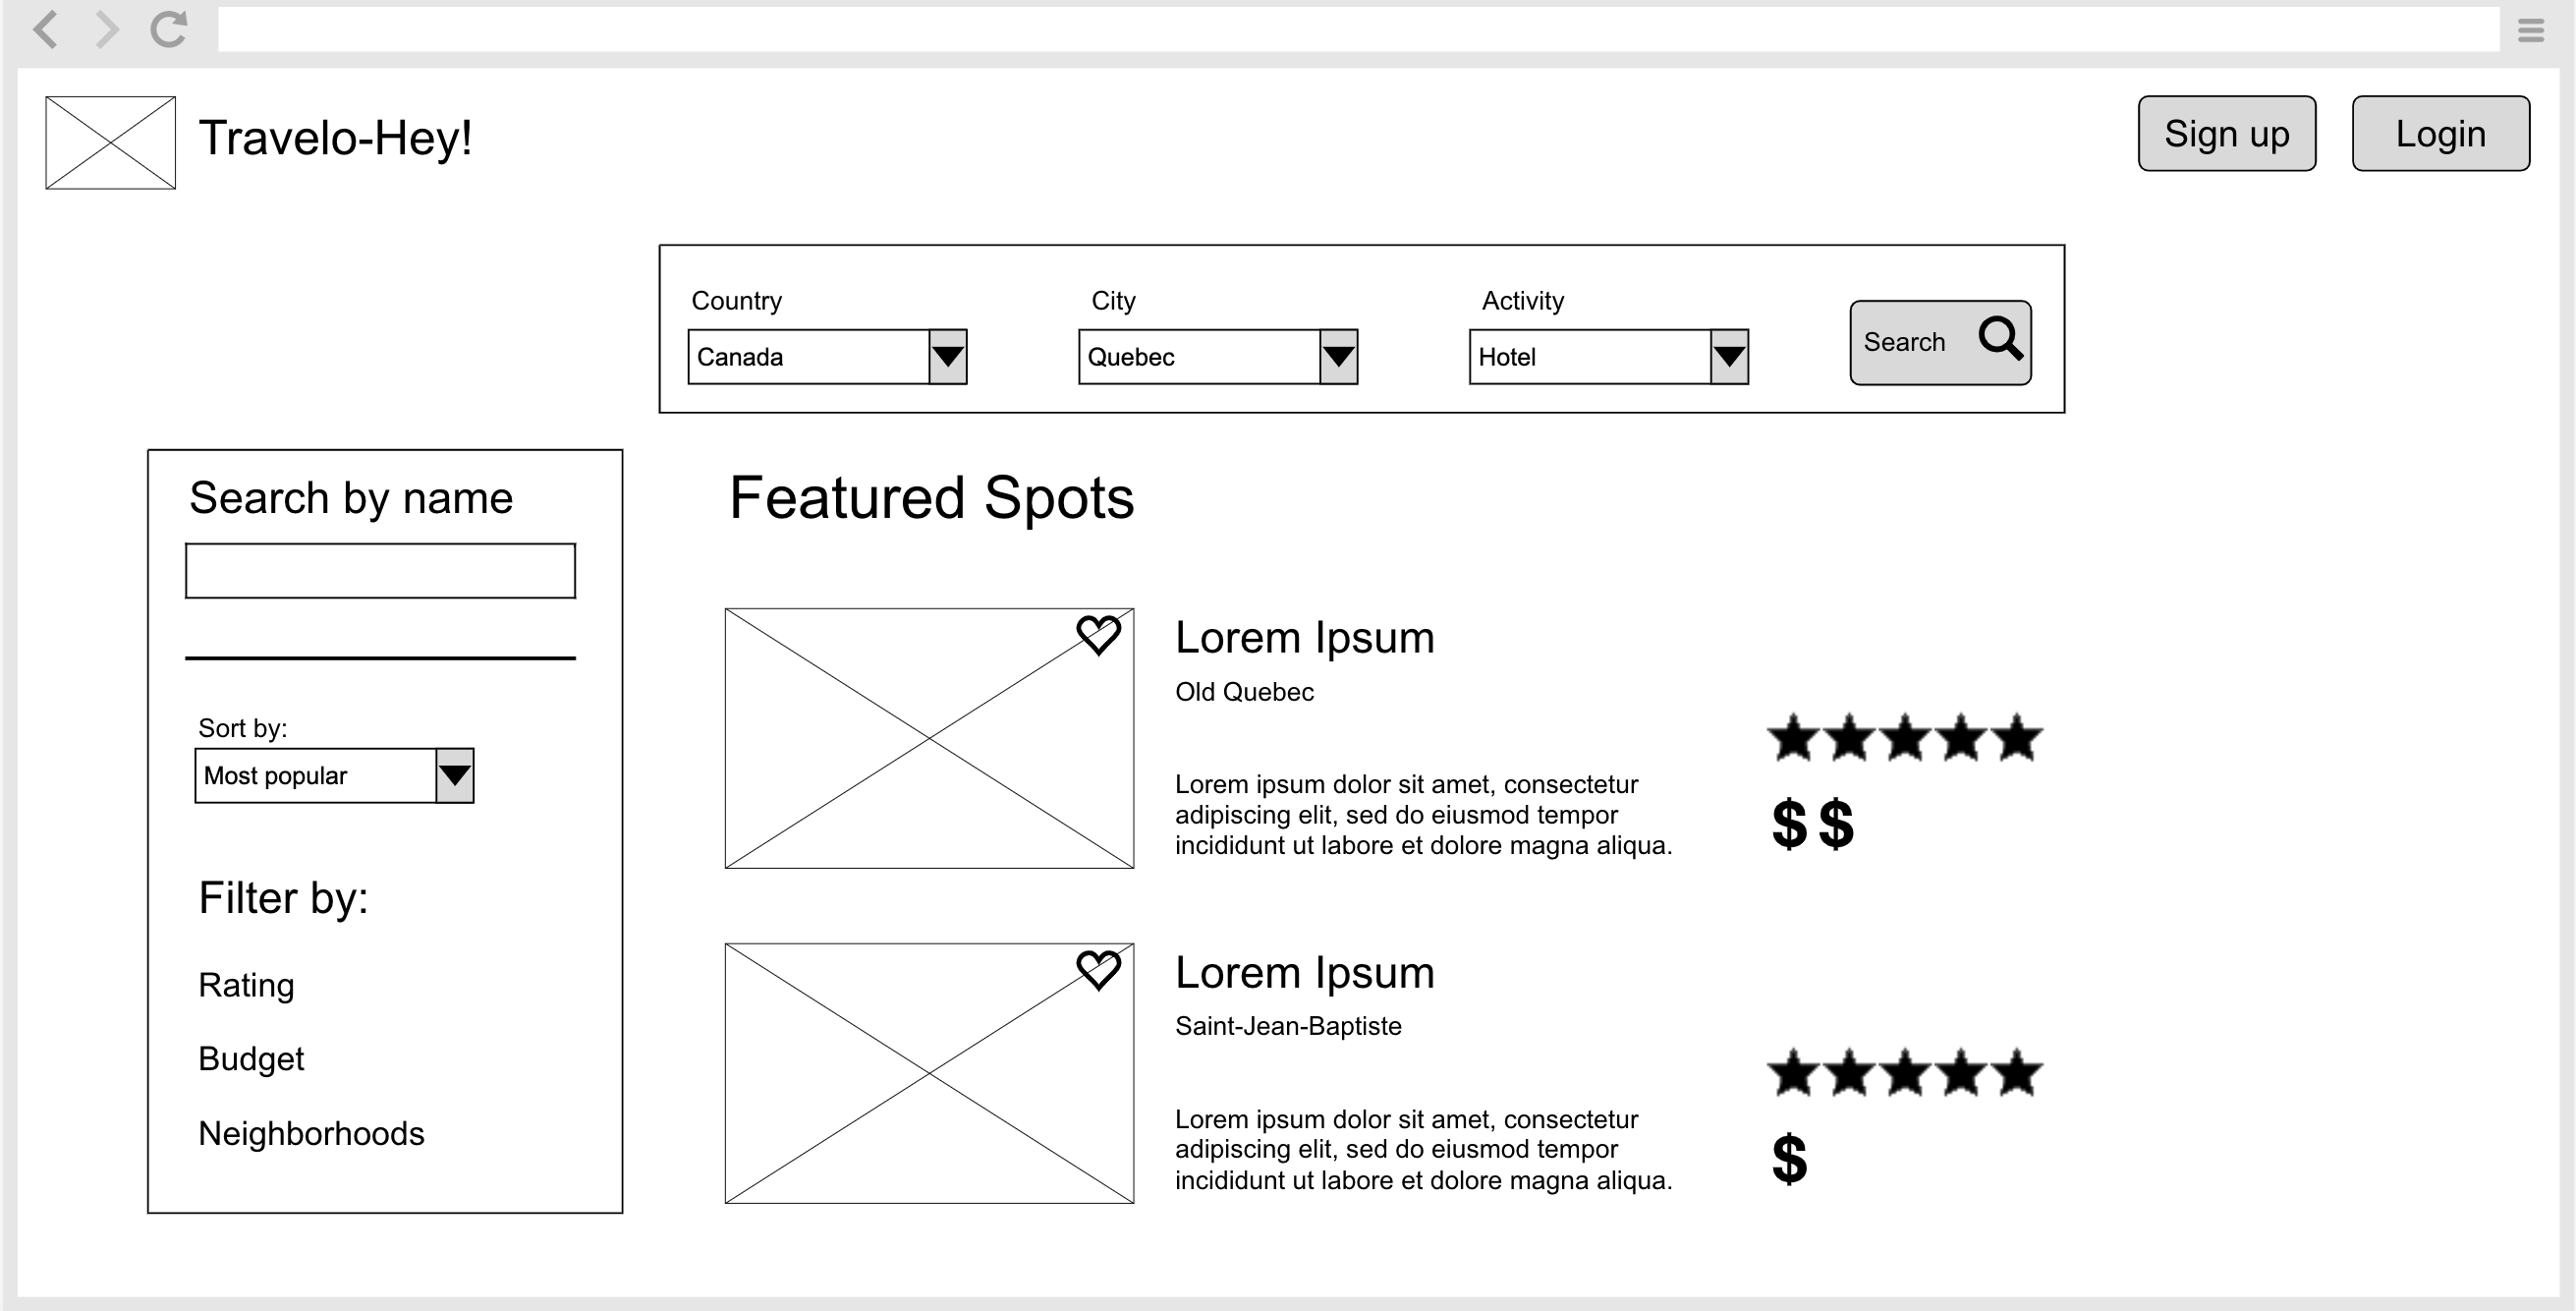 Travelo-Hey!
Sign up
Login
Country
City
Activity
Canada
Quebec
Hotel
Search
Search by name
Sort by:
Most popular
Filter by:
Rating
Budget
Neighborhoods
Featured Spots
Lorem Ipsum
Old Quebec
Lorem ipsum dolor sit amet, consectetur
adipiscing elit, sed do eiusmod tempor
incididunt ut labore et dolore magna aliqua.
$ $
Lorem Ipsum
Saint-Jean-Baptiste
Lorem ipsum dolor sit amet, consectetur
adipiscing elit, sed do eiusmod tempor
incididunt ut labore et dolore magna aliqua.
$